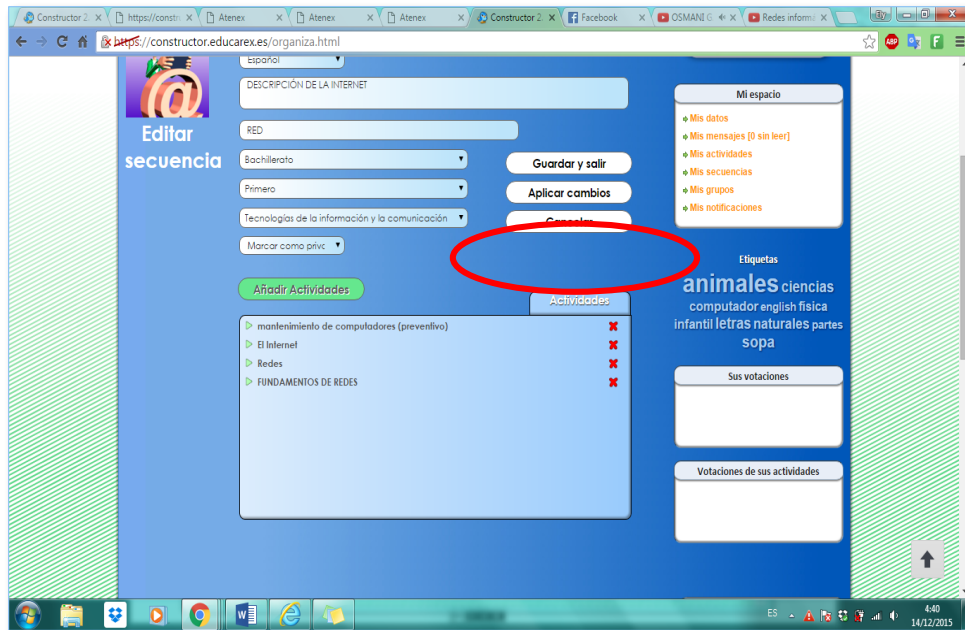 Constructor 2.
https://constr
Atenex
Atenex
Atenex
Constructor 2
Facebook
OSMANI G
Redes inform
https://constructor.educarex.es/organiza.html
ABP
Español
DESCRIPCIÓN DE LA INTERNET
Editar
secuencia
RED
Bachillerato
Primero
Tecnologías de la información y la comunicación
Marcar como priva
Guardar y salir
Aplicar cambios
Cancelar
Añadir Actividades
Actividades
mantenimiento de computadores (preventivo)
El Internet
Redes
FUNDAMENTOS DE REDES
Mi espacio
Mis datos
Mis mensajes [0 sin leer]
Mis actividades
Mis secuencias
Mis grupos
Mis notificaciones
Etiquetas
animales ciencias
computador english fisica
infantil letras naturales partes
sopa
Sus votaciones
Votaciones de sus actividades
ES
4:40
14/12/2015